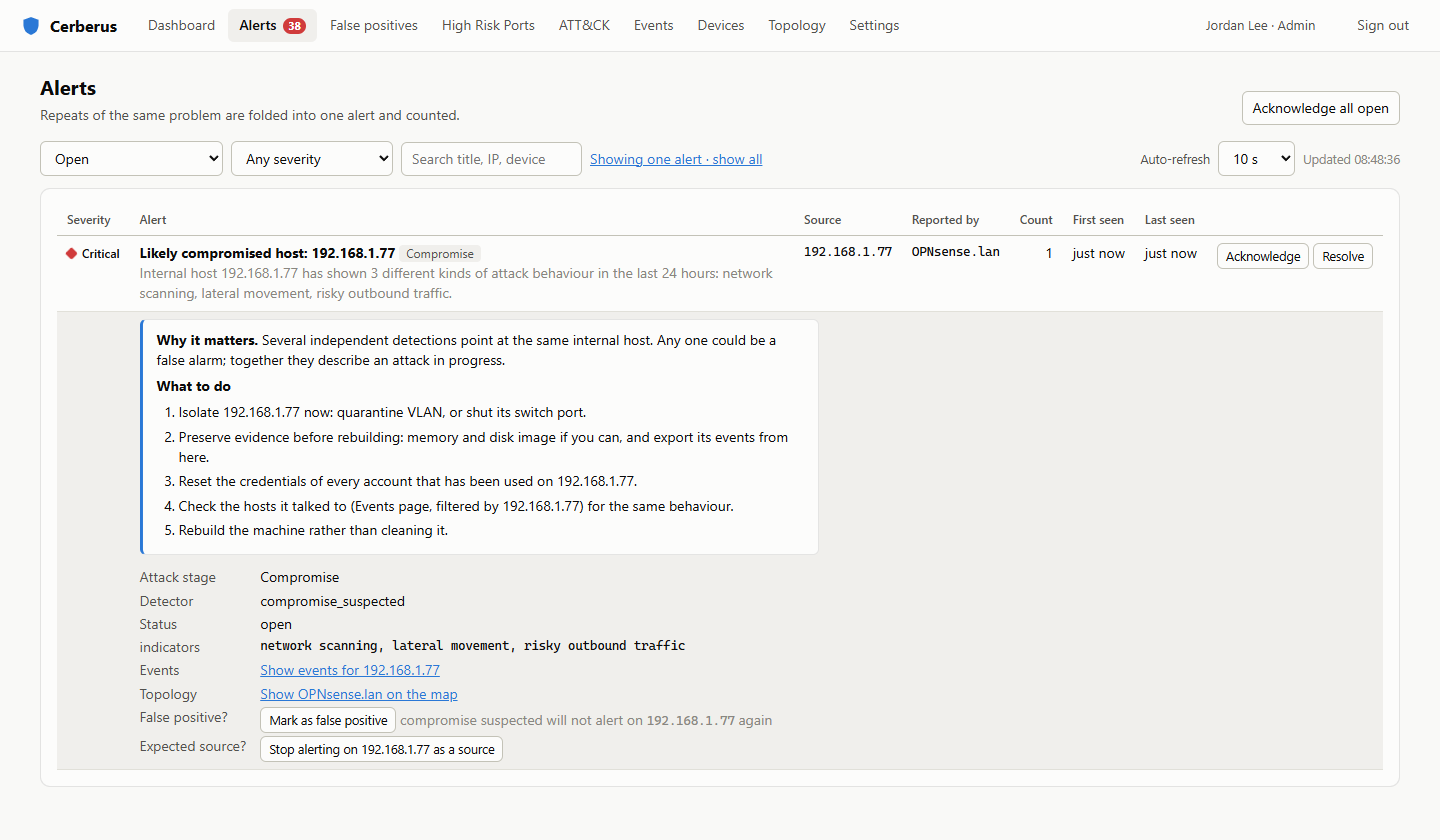 Cerberus
Dashboard
Alerts 38
False positives
High Risk Ports
ATT&CK
Events
Devices
Topology
Settings
Jordan Lee · Admin
Sign out
Alerts
Repeats of the same problem are folded into one alert and counted.
Acknowledge all open
Open
Any severity
Search title, IP, device
Showing one alert · show all
Auto-refresh
10 s
Updated 08:48:36
Severity
Alert
Source
Reported by
Count
First seen
Last seen
Critical
Likely compromised host: 192.168.1.77 Compromise
Internal host 192.168.1.77 has shown 3 different kinds of attack behaviour in the last 24 hours: network
scanning, lateral movement, risky outbound traffic.
192.168.1.77
OPNsense.lan
1
just now
just now
Acknowledge
Resolve
Why it matters. Several independent detections point at the same internal host. Any one could be a
false alarm; together they describe an attack in progress.
What to do
1. Isolate 192.168.1.77 now: quarantine VLAN, or shut its switch port.
2. Preserve evidence before rebuilding: memory and disk image if you can, and export its events from
here.
3. Reset the credentials of every account that has been used on 192.168.1.77.
4. Check the hosts it talked to (Events page, filtered by 192.168.1.77) for the same behaviour.
5. Rebuild the machine rather than cleaning it.
Attack stage Compromise
Detector compromise_suspected
Status open
indicators network scanning, lateral movement, risky outbound traffic
Events Show events for 192.168.1.77
Topology Show OPNsense.lan on the map
False positive? Mark as false positive compromise suspected will not alert on 192.168.1.77 again
Expected source? Stop alerting on 192.168.1.77 as a source